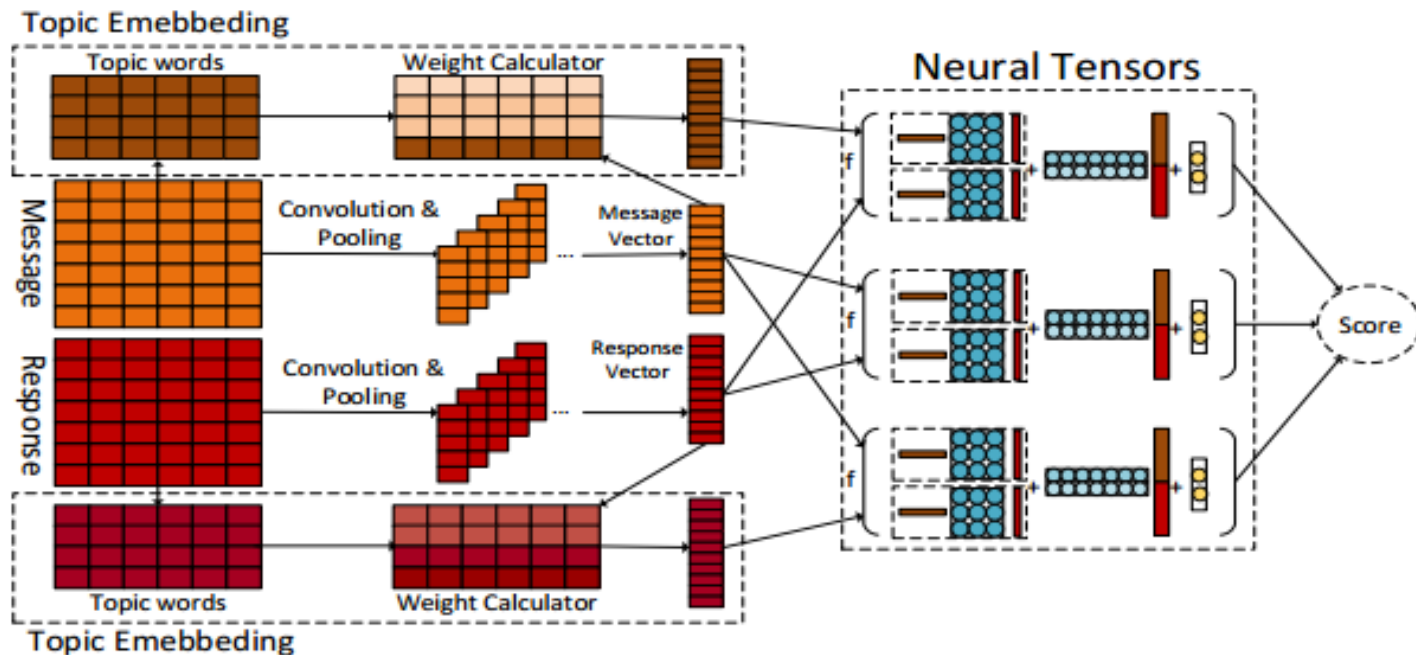 Topic Emebbeding
Topic words
Weight Calculator
Neural Tensors
Message
Convolution &
Pooling
...
Message
Vector
f
+
+
Response
Convolution &
Pooling
...
Response
Vector
f
+
+
Score
f
+
+
Topic words
Weight Calculator
Topic Emebbeding